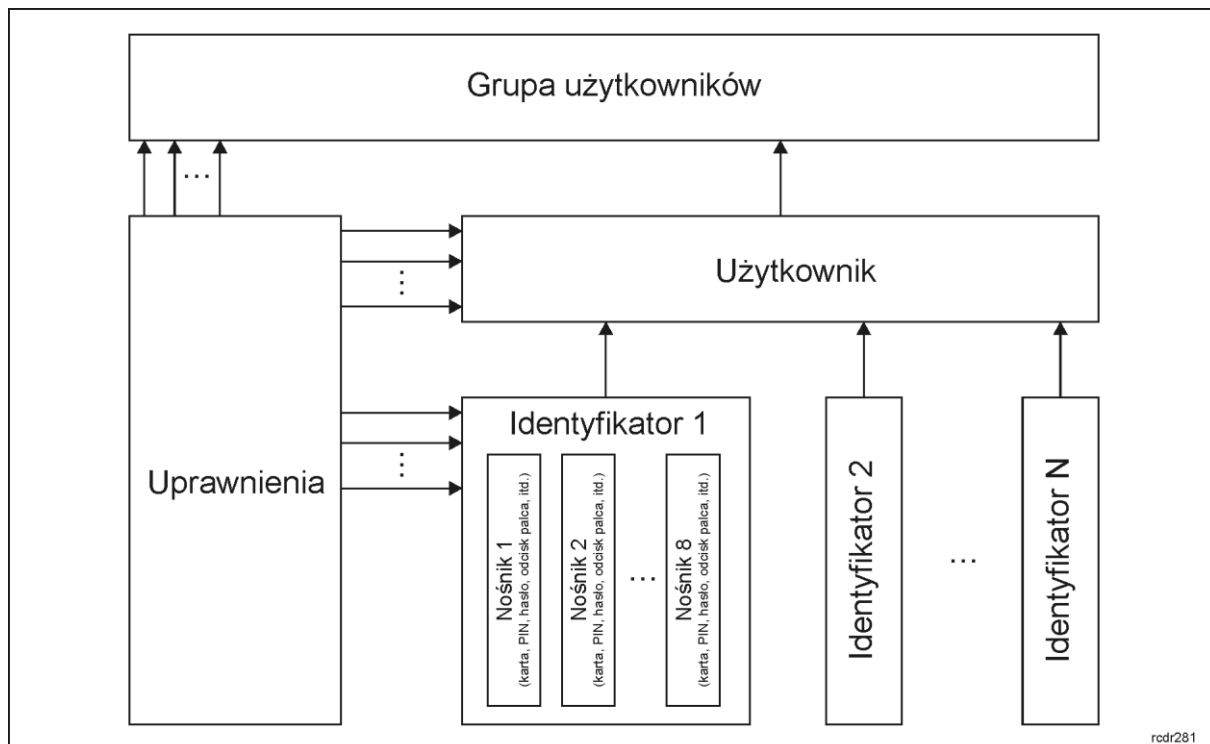 Grupa użytkowników
...
Użytkownik
...
Uprawnienia
...
Identyfikator 1
Nośnik 1
(karta, PIN, hasło, odcisk palca, itd.)
Nośnik 2
(karta, PIN, hasło, odcisk palca, itd.)
...
Nośnik 8
(karta, PIN, hasło, odcisk palca, itd.)
Identyfikator 2
...
Identyfikator N
rcdr281